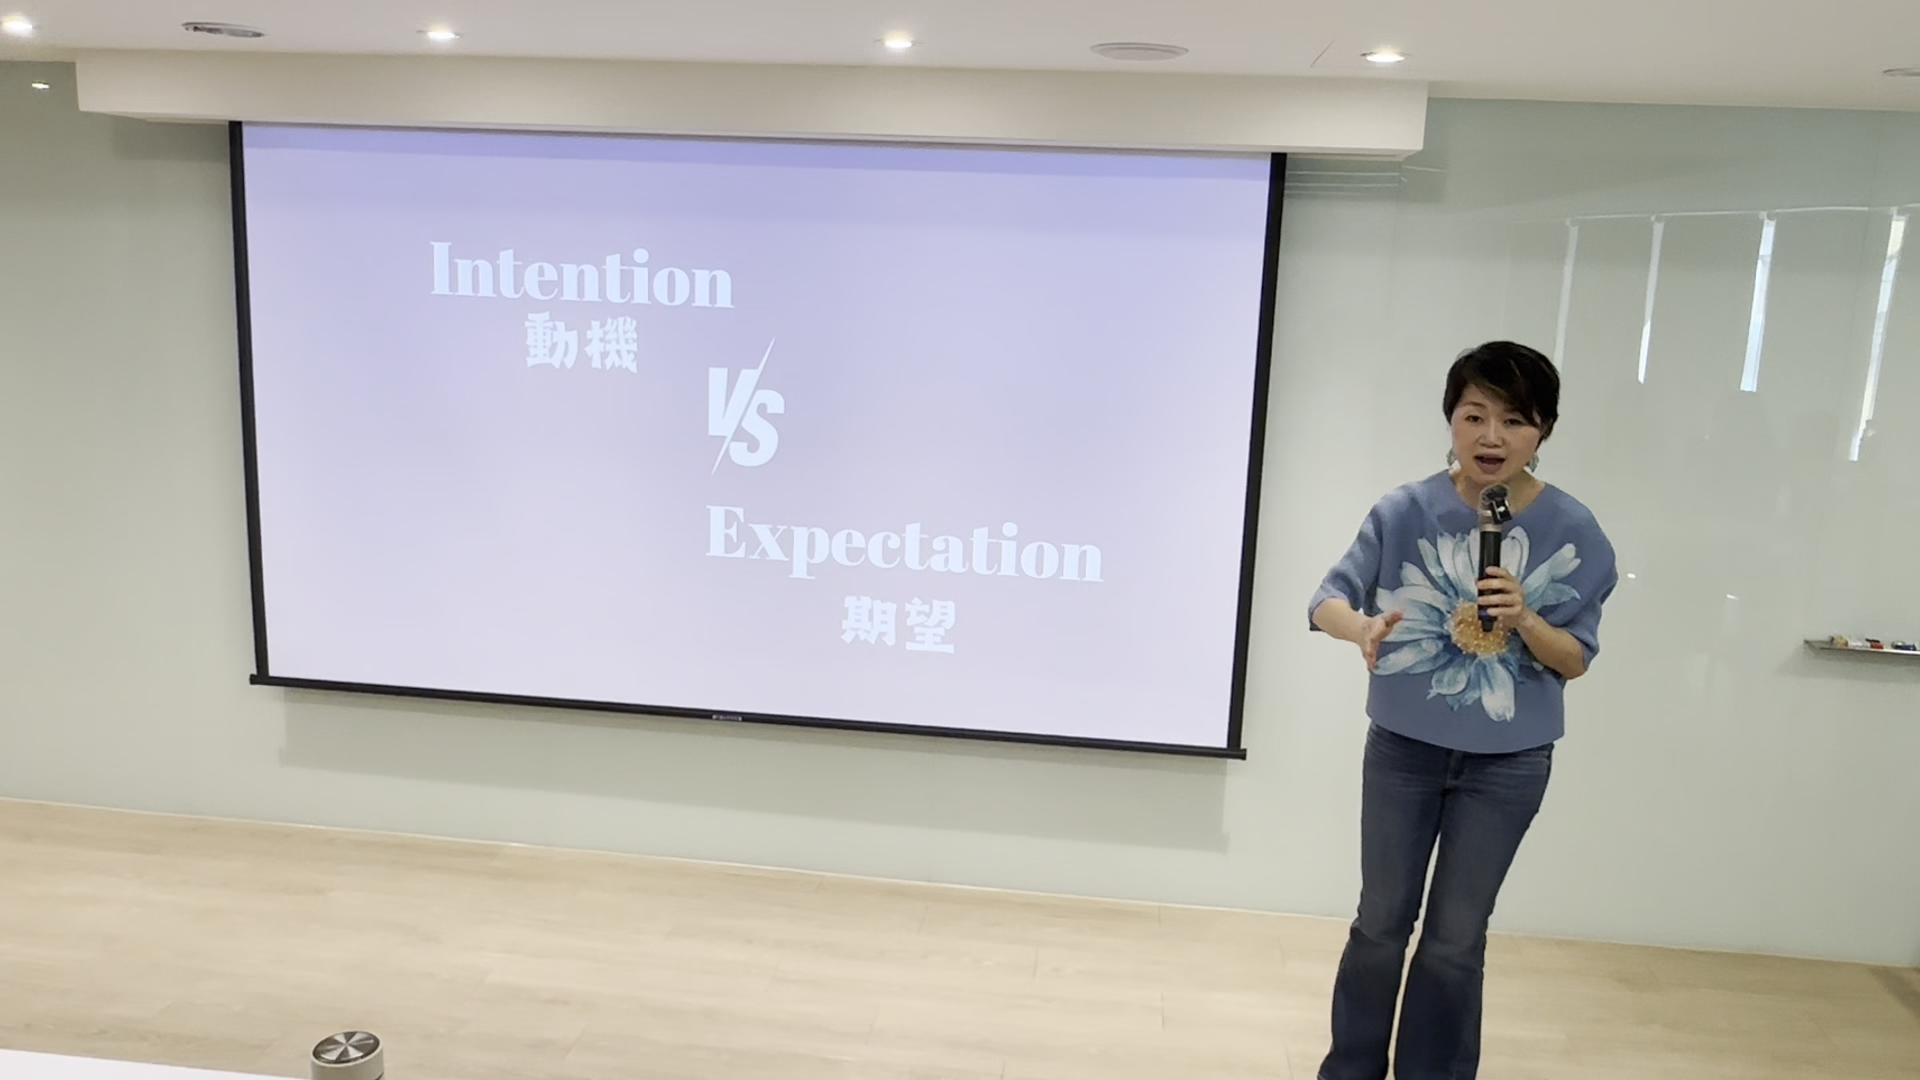 Intention
動機
VS
Expectation
期望